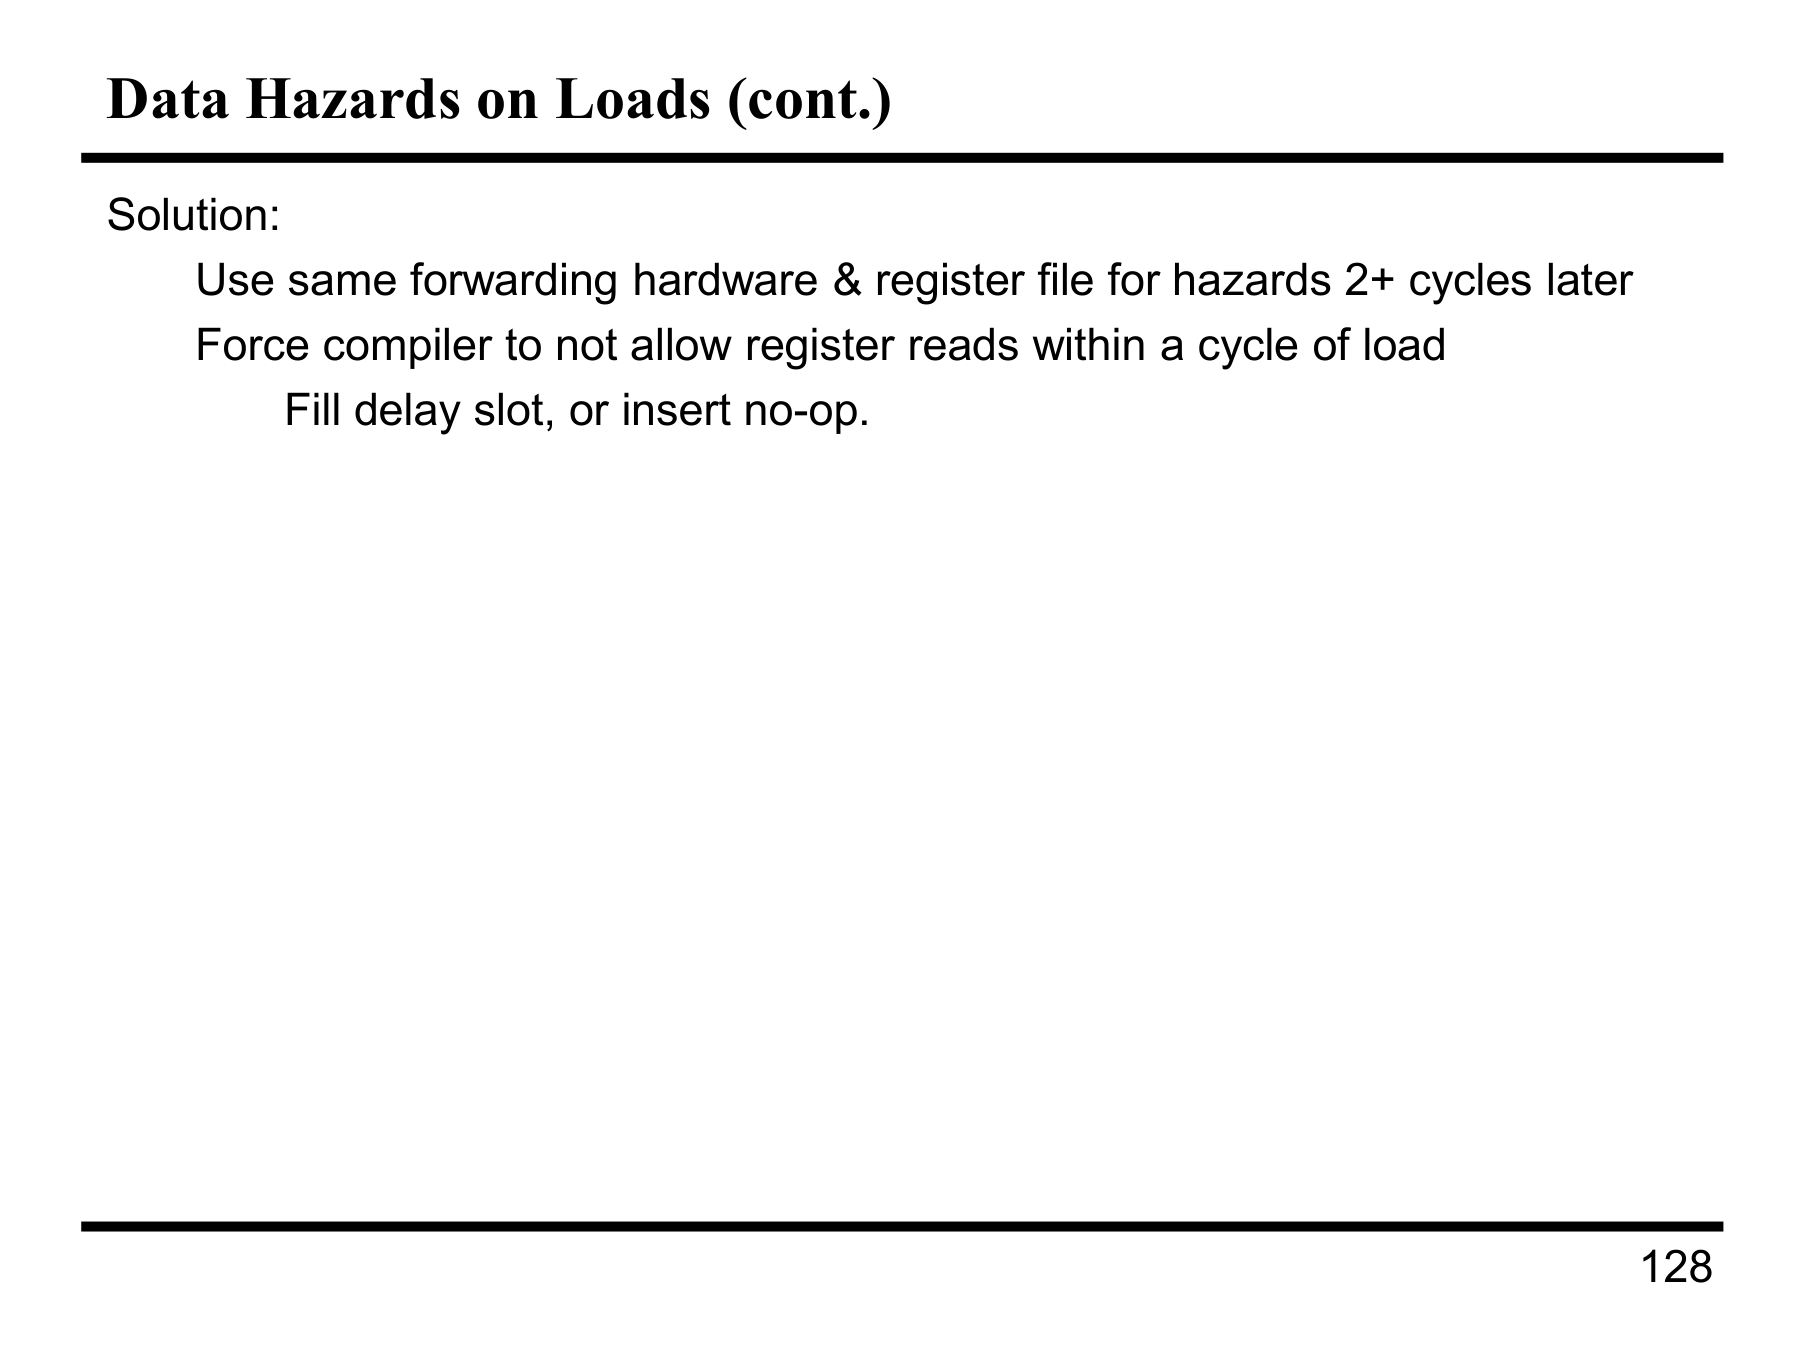 Data Hazards on Loads (cont.)
Solution:
Use same forwarding hardware & register file for hazards 2+ cycles later
Force compiler to not allow register reads within a cycle of load
Fill delay slot, or insert no-op.
128